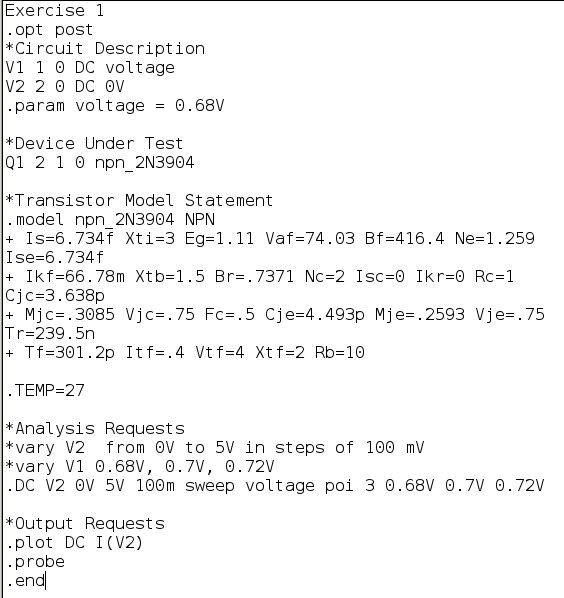 Exercise 1
.opt post
*Circuit Description
V1 1 0 DC voltage
V2 2 0 DC 0V
.param voltage = 0.68V
*Device Under Test
Q1 2 1 0 npn_2N3904
*Transistor Model Statement
.model npn_2N3904 NPN
+ Is=6.734f Xti=3 Eg=1.11 Vaf=74.03 Bf=416.4 Ne=1.259
Ise=6.734f
+ Ikf=66.78m Xtb=1.5 Br=.7371 Nc=2 Isc=0 Ikr=0 Rc=1
Cjc=3.638p
+ Mjc=.3085 Vjc=.75 Fc=.5 Cje=4.493p Mje=.2593 Vje=.75
Tr=239.5n
+ Tf=301.2p Itf=.4 Vtf=4 Xtf=2 Rb=10
.TEMP=27
*Analysis Requests
*vary V2  from 0V to 5V in steps of 100 mV
*vary V1 0.68V, 0.7V, 0.72V
.DC V2 0V 5V 100m sweep voltage poi 3 0.68V 0.7V 0.72V
*Output Requests
.plot DC I(V2)
.probe
.end